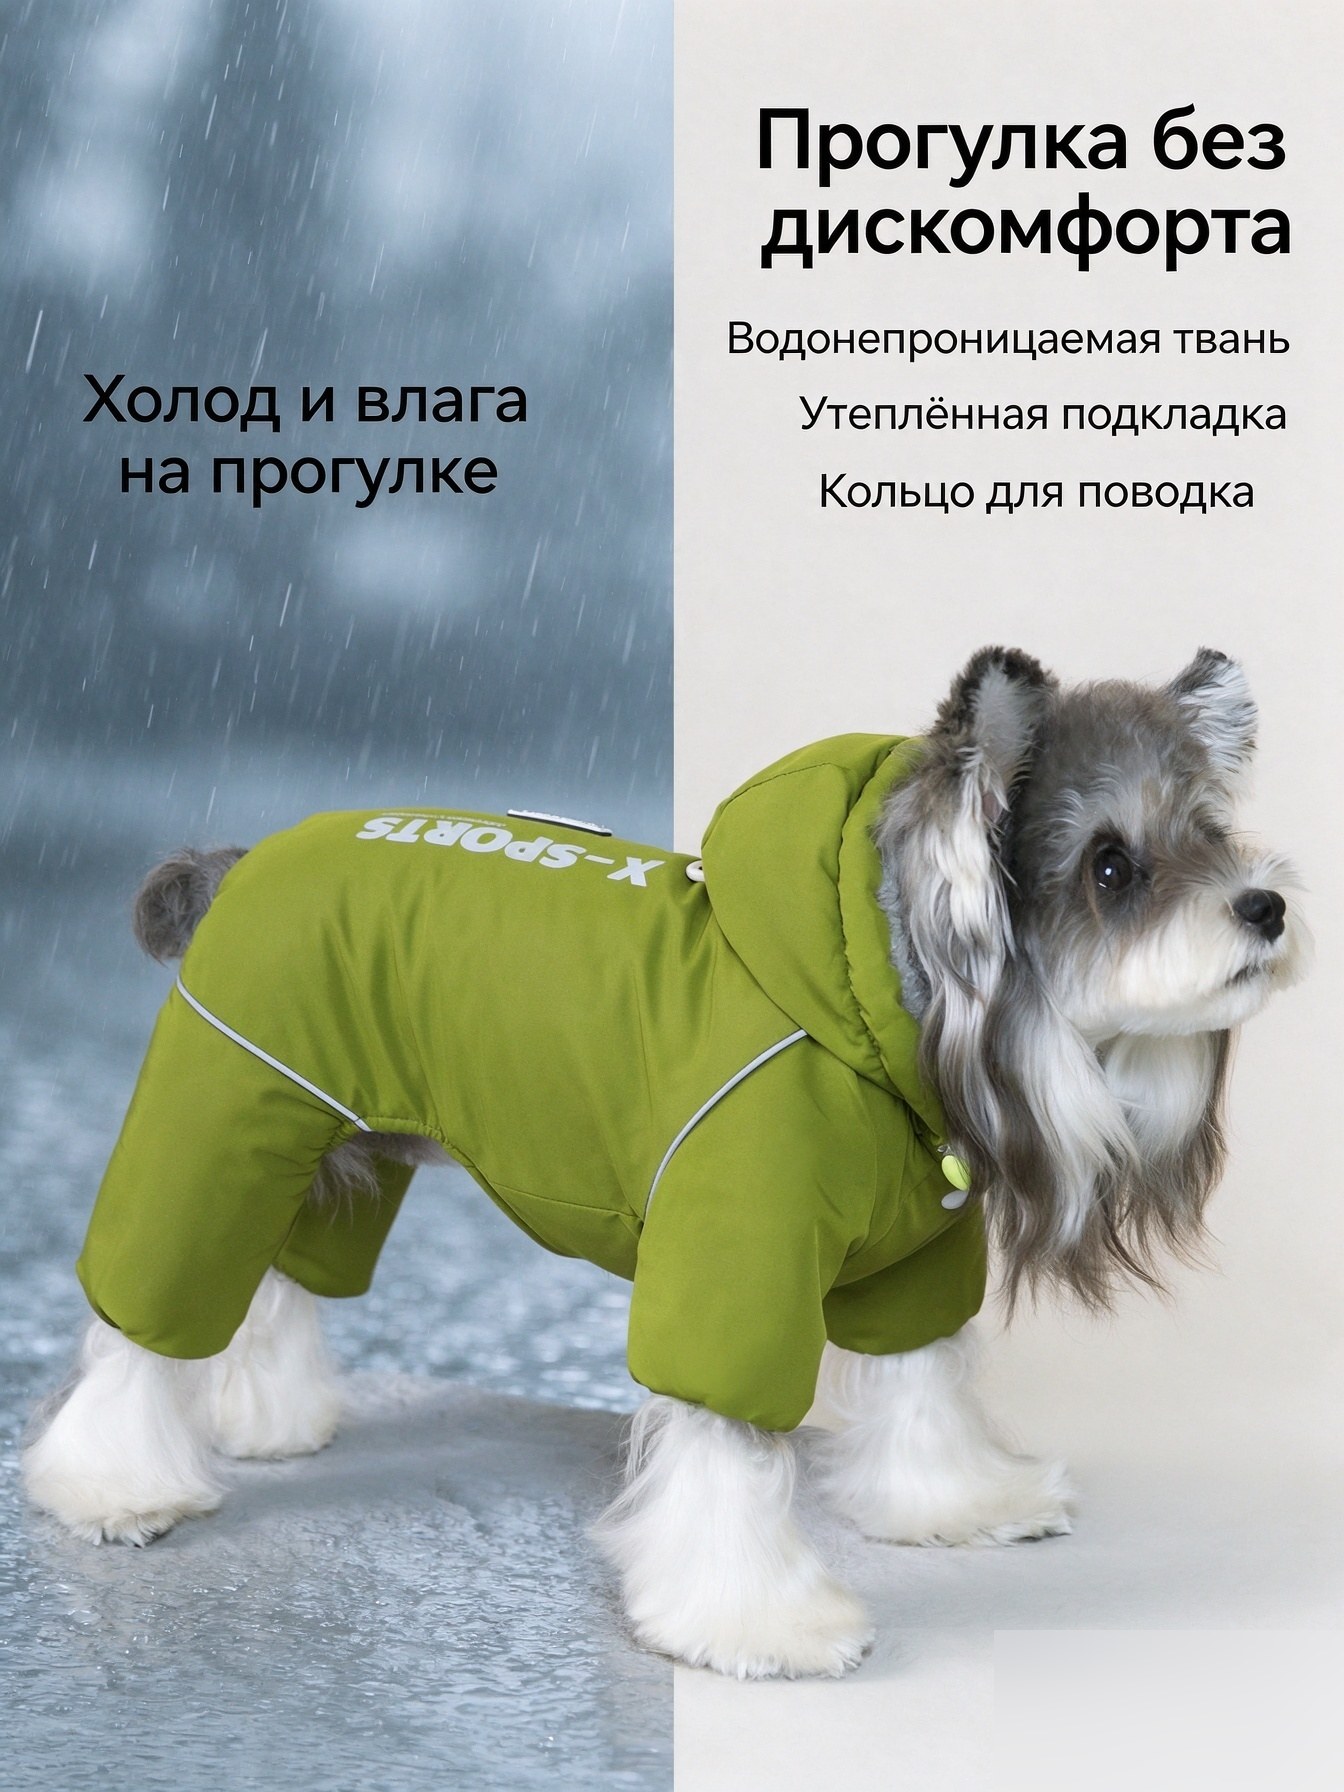 Прогулка без
дискомфорта
Водонепроницаемая твань
Утеплённая подкладка
Кольцо для поводка
Холод и влага
на прогулке
X-SPORTS